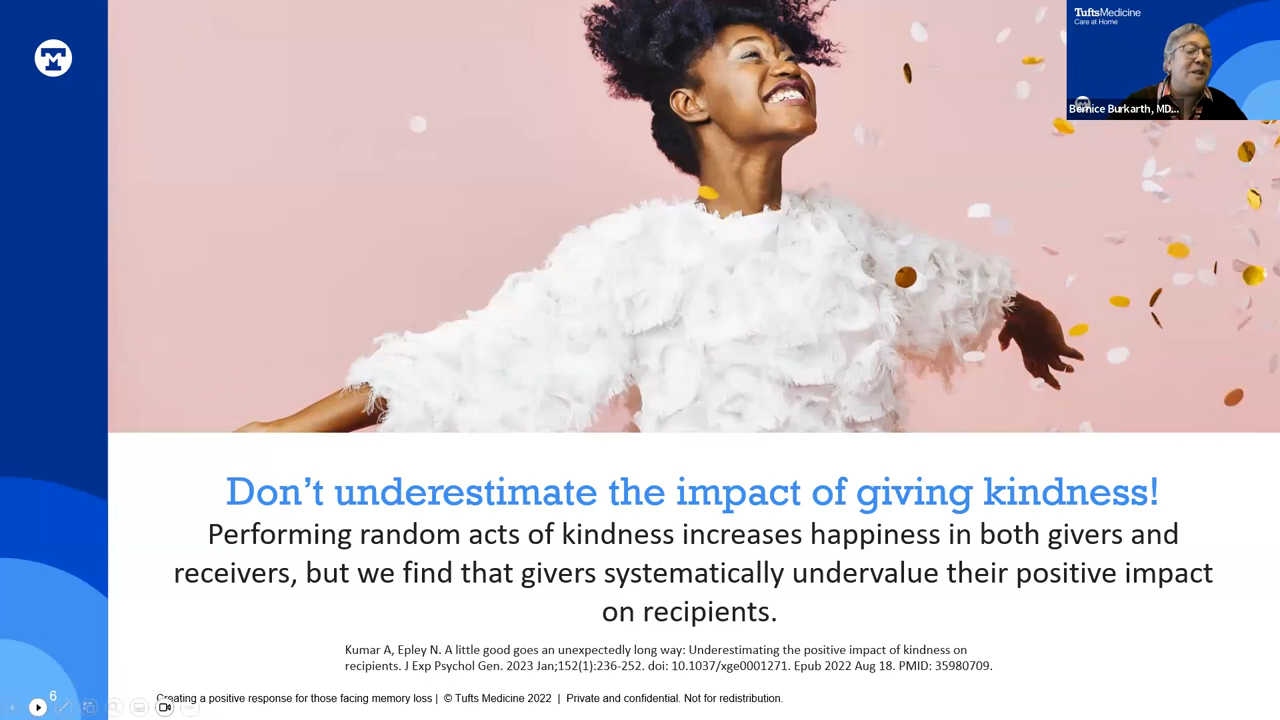 TuftsMedicine
Care at Home
Bernice Burkarth, MD...
Don't underestimate the impact of giving kindness!
Performing random acts of kindness increases happiness in both givers and
receivers, but we find that givers systematically undervalue their positive impact
on recipients.
Kumar A, Epley N. A little good goes an unexpectedly long way: Underestimating the positive impact of kindness on
recipients. J Exp Psychol Gen. 2023 Jan;152(1):236-252. doi: 10.1037/xge0001271. Epub 2022 Aug 18. PMID: 35980709.
6
Creating a positive response for those facing memory loss | © Tufts Medicine 2022 | Private and confidential. Not for redistribution.